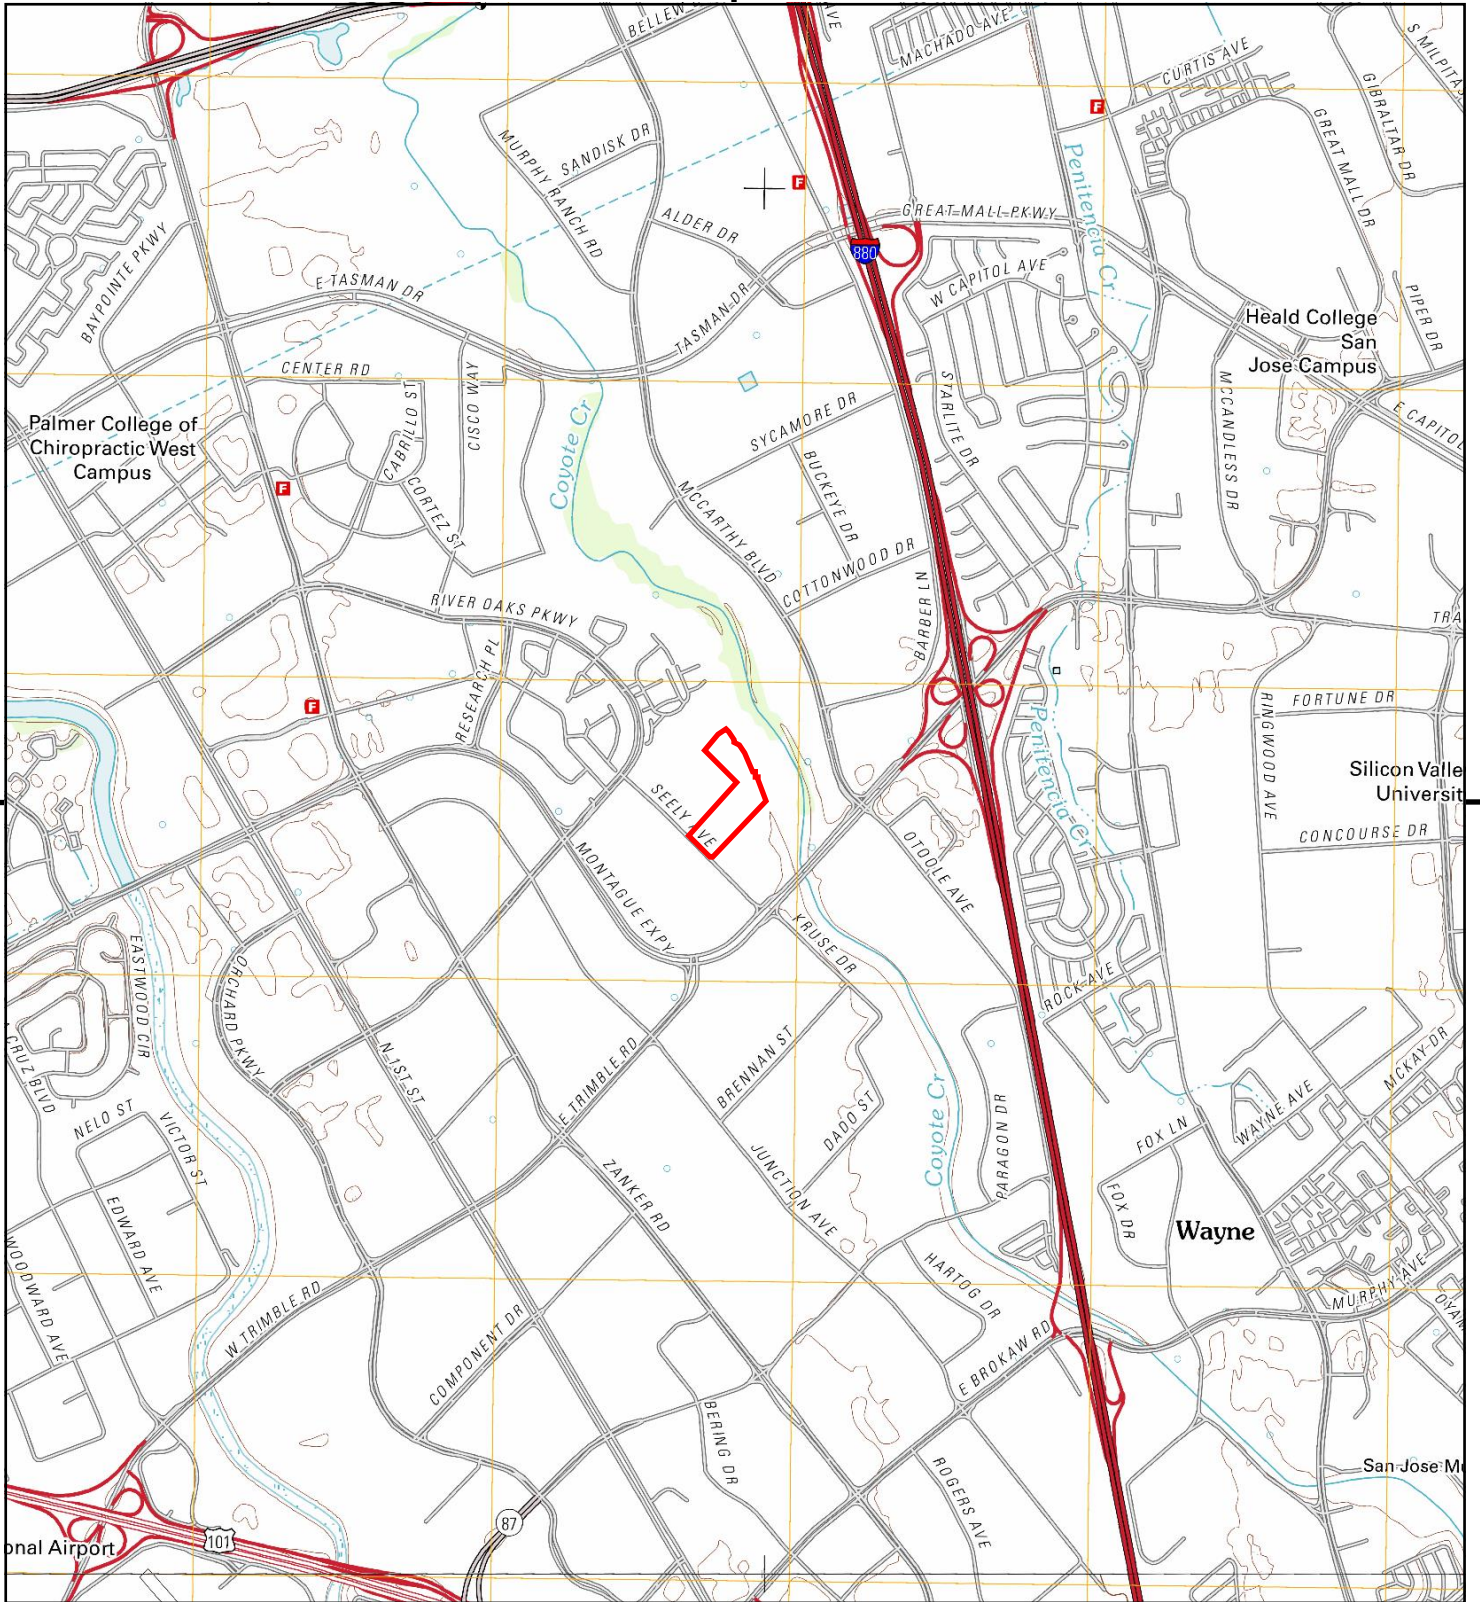 BELLEW
AVE
MACHADO AVE
CURTIS AVE
S MILPITAS
GIBRALTAR DR
GREAT MALL DR
F
MURPHY RANCH RD
SANDISK DR
Penitencia Cr
F
ALDER DR
GREAT MALL PKWY
880
BAYPOINTE PKWY
E TASMAN DR
W CAPITOL AVE
PIPER DR
TASMAN DR
Heald College
San
Jose Campus
CENTER RD
CISCO WAY
CABRILLO ST
STARLITE DR
MCCANDLESS DR
E CAPITOL
Palmer College of
Chiropractic West
Campus
Coyote Cr
SYCAMORE DR
BUCKEYE DR
F
CORTEZ ST
MCCARTHY BLVD
COTTONWOOD DR
BARBER LN
RIVER OAKS PKWY
TRA
RESEARCH PL
F
FORTUNE DR
RINGWOOD AVE
Penitencia Cr
Silicon Valle
Universit
SEELY AVE
CONCOURSE DR
OTOOLE AVE
MONTAGUE EXPY
KRUSE DR
EASTWOOD CIR
ORCHARD PKWY
ROCK AVE
CRUZ BLVD
N 1ST ST
E TRIMBLE RD
BRENNAN ST
MCKAY DR
Coyote Cr
NELO ST
VICTOR ST
DADO ST
PARAGON DR
FOX LN
WAYNE AVE
JUNCTION AVE
ZANKER RD
FOX DR
Wayne
EDWARD AVE
WOODWARD AVE
HARTOG DR
MURPHY AVE
W TRIMBLE RD
COMPONENT DR
E BROKAW RD
BERING DR
ROGERS AVE
San Jose M
87
101
onal Airport